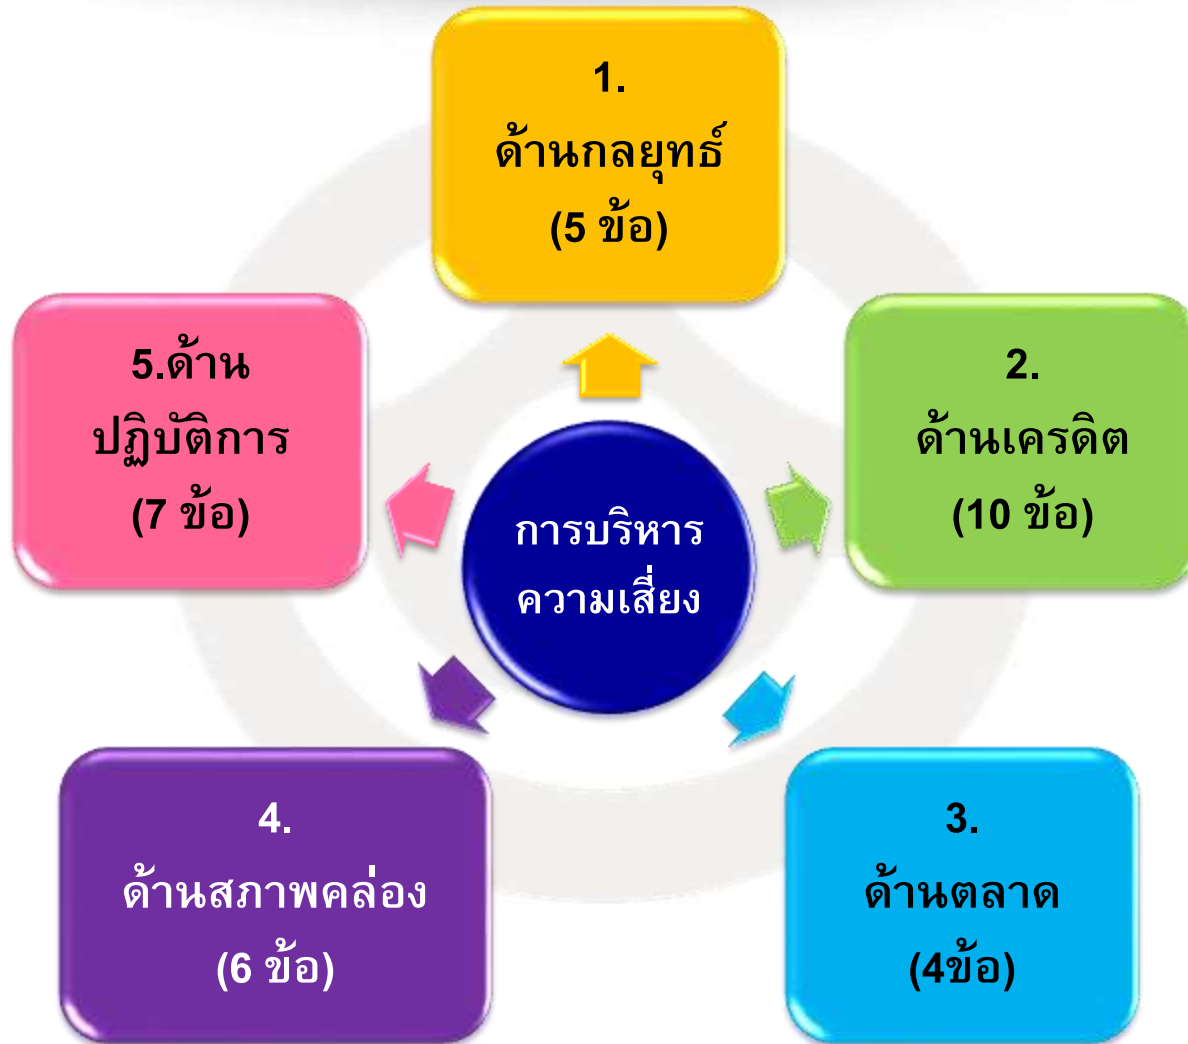 1.
ด้านกลยุทธ์
(5 ข้อ)
5.ด้าน
ปฏิบัติการ
(7 ข้อ)
2.
ด้านเครดิต
(10 ข้อ)
การบริหาร
ความเสี่ยง
4.
ด้านสภาพคล่อง
(6 ข้อ)
3.
ด้านตลาด
(4ข้อ)